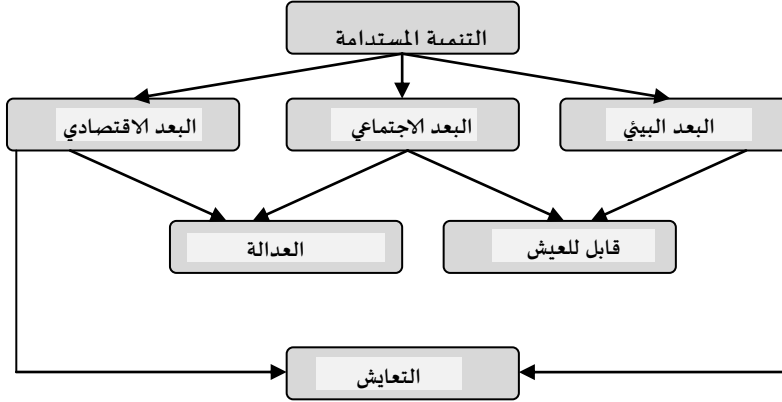 التنمية المستدامة
البعد البيئي
البعد الاجتماعي
البعد الاقتصادي
قابل للعيش
العدالة
التعايش